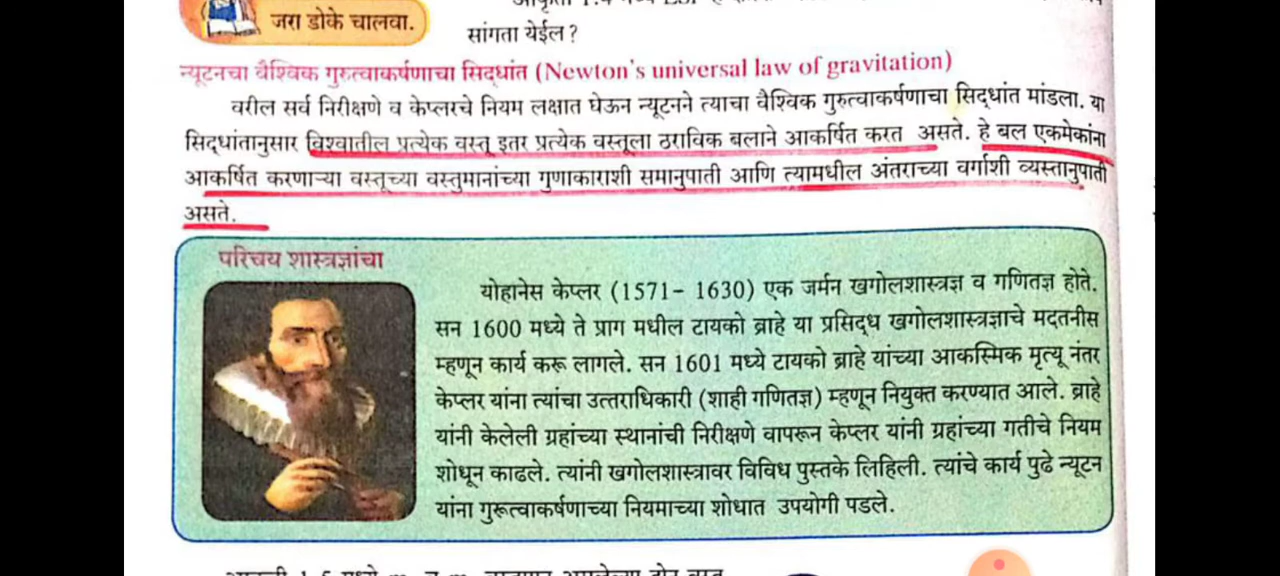 जरा डोके चालवा.
सांगता येईल ?
न्यूटनचा वैश्विक गुरुत्वाकर्षणाचा सिद्धांत (Newton's universal law of gravitation)
वरील सर्व निरीक्षणे व केप्लरचे नियम लक्षात घेऊन न्यूटनने त्याचा वैश्विक गुरुत्वाकर्षणाचा सिद्धांत मांडला. या
सिद्धांतानुसार विश्वातील प्रत्येक वस्तू इतर प्रत्येक वस्तूला ठराविक बलाने आकर्षित करत असते. हे बल एकमेकांना
आकर्षित करणाऱ्या वस्तूच्या वस्तुमानांच्या गुणाकाराशी समानुपाती आणि त्यामधील अंतराच्या वर्गाशी व्यस्तानुपाती
असते.
परिचय शास्त्रज्ञांचा
योहानेस केप्लर (1571- 1630) एक जर्मन खगोलशास्त्रज्ञ व गणितज्ञ होते.
सन 1600 मध्ये ते प्राग मधील टायको ब्राहे या प्रसिद्ध खगोलशास्त्रज्ञाचे मदतनीस
म्हणून कार्य करू लागले. सन 1601 मध्ये टायको ब्राहे यांच्या आकस्मिक मृत्यू नंतर
केप्लर यांना त्यांचा उत्तराधिकारी (शाही गणितज्ञ) म्हणून नियुक्त करण्यात आले. ब्राहे
यांनी केलेली ग्रहांच्या स्थानांची निरीक्षणे वापरून केप्लर यांनी ग्रहांच्या गतीचे नियम
शोधून काढले. त्यांनी खगोलशास्त्रावर विविध पुस्तके लिहिली. त्यांचे कार्य पुढे न्यूटन
यांना गुरूत्वाकर्षणाच्या नियमाच्या शोधात उपयोगी पडले.